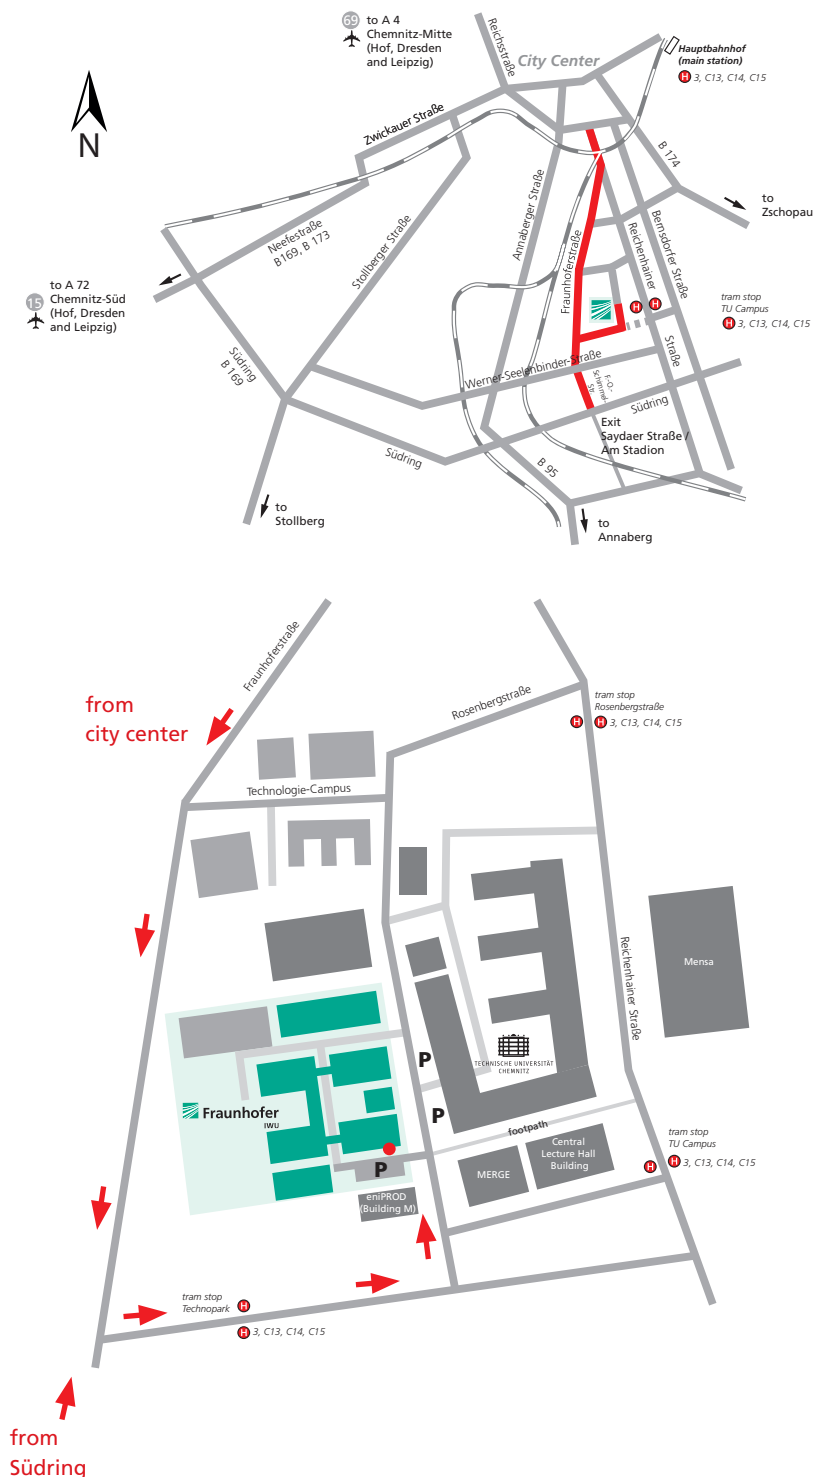 69 to A 4
Chemnitz-Mitte
(Hof, Dresden
and Leipzig)
Reichsstraße
City Center
Hauptbahnhof
(main station)
H 3, C13, C14, C15
N
Zwickauer Straße
B 174
to
Zschopau
Annaberger Straße
Neefestraße
B169, B 173
Stollberger Straße
Fraunhoferstraße
Reichenhainer
Straße
Bernsdorfer Straße
to A 72
15 Chemnitz-Süd
(Hof, Dresden
and Leipzig)
H H
tram stop
TU Campus
H 3, C13, C14, C15
Südring
B 169
Werner-Seelenbinder-Straße
F.-O.-
Schimmel-
Str
Südring
Exit
Saydaer Straße /
Am Stadion
Südring
B 95
to
Stollberg
to
Annaberg
Fraunhoferstraße
from
city center
Rosenbergstraße
tram stop
Rosenbergstraße
H H 3, C13, C14, C15
Technologie-Campus
Reichenhainer Straße
Mensa
TECHNISCHE UNIVERSITÄT
CHEMNITZ
P
P
Fraunhofer
IWU
footpath
Central
Lecture Hall
Building
MERGE
tram stop
TU Campus
H H 3, C13, C14, C15
P
eniPROD
(Building M)
tram stop
Technopark H
H 3, C13, C14, C15
from
Südring